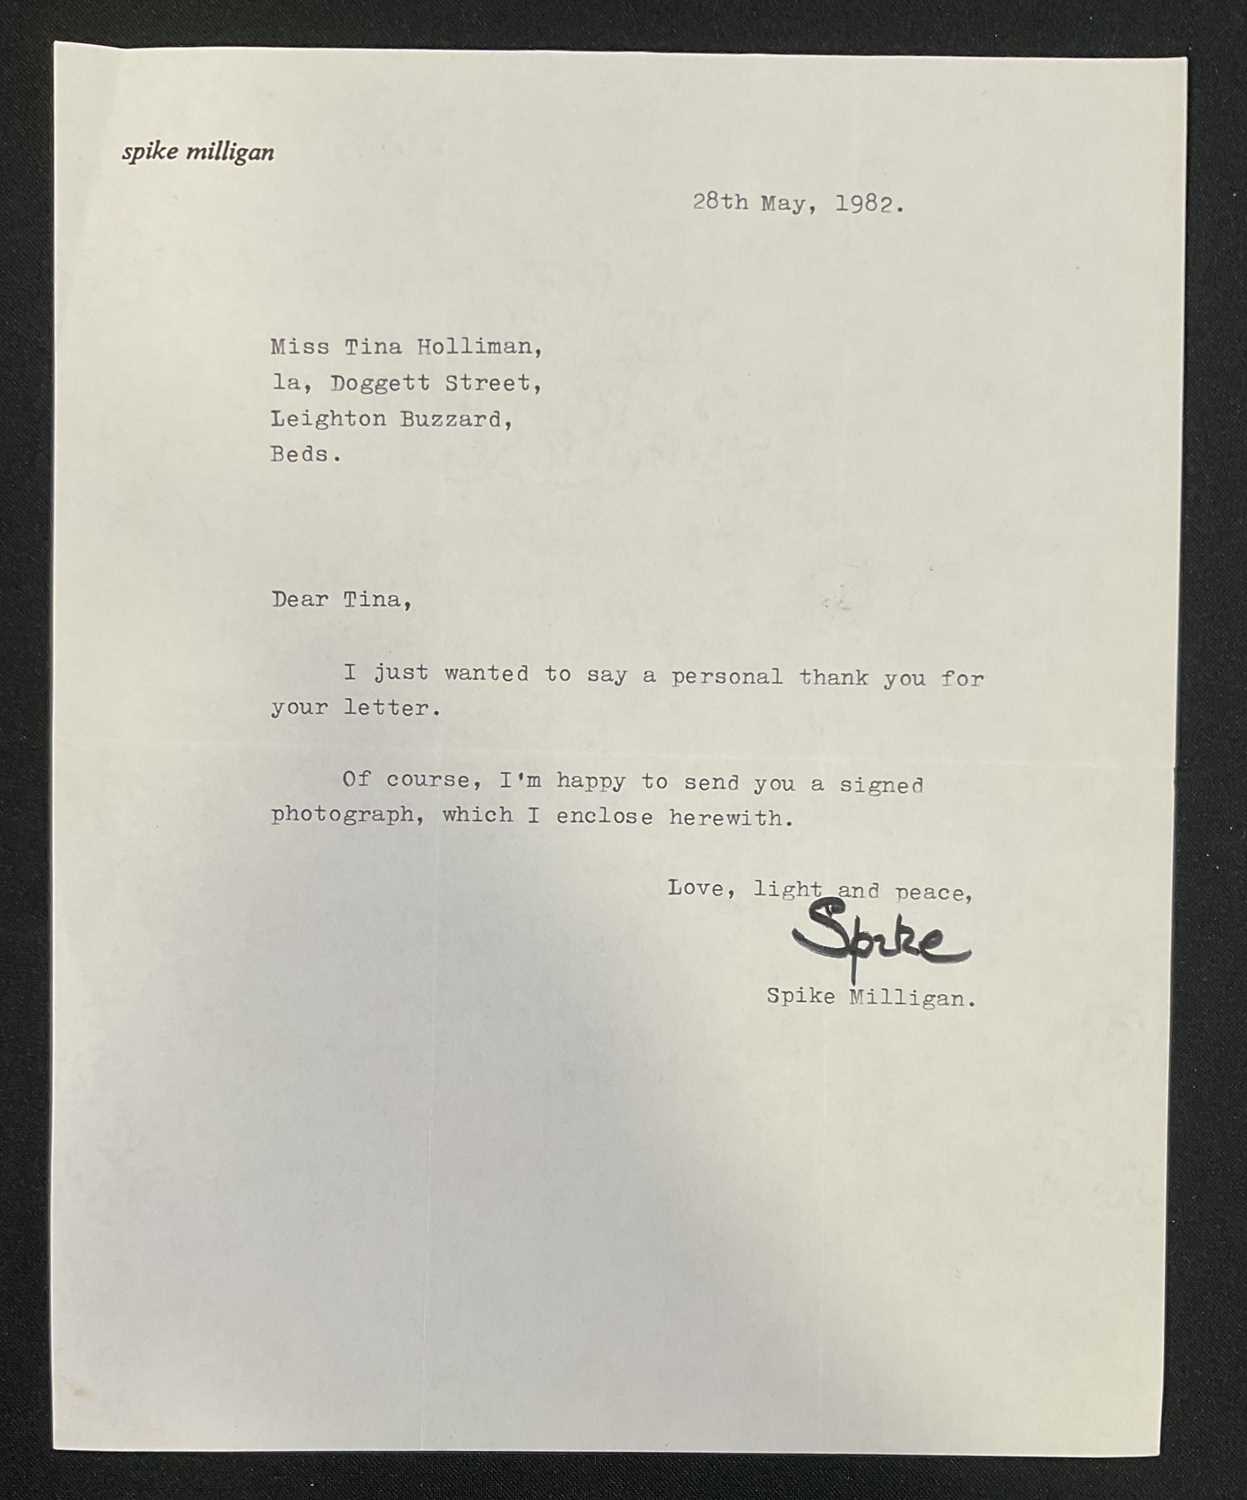 spike milligan
28th May, 1982.
Miss Tina Holliman,
1a, Doggett Street,
Leighton Buzzard,
Beds.
Dear Tina,
I just wanted to say a personal thank you for
your letter.
Of course, I'm happy to send you a signed
photograph, which I enclose herewith.
Love, light and peace,
Spike
Spike Milligan.